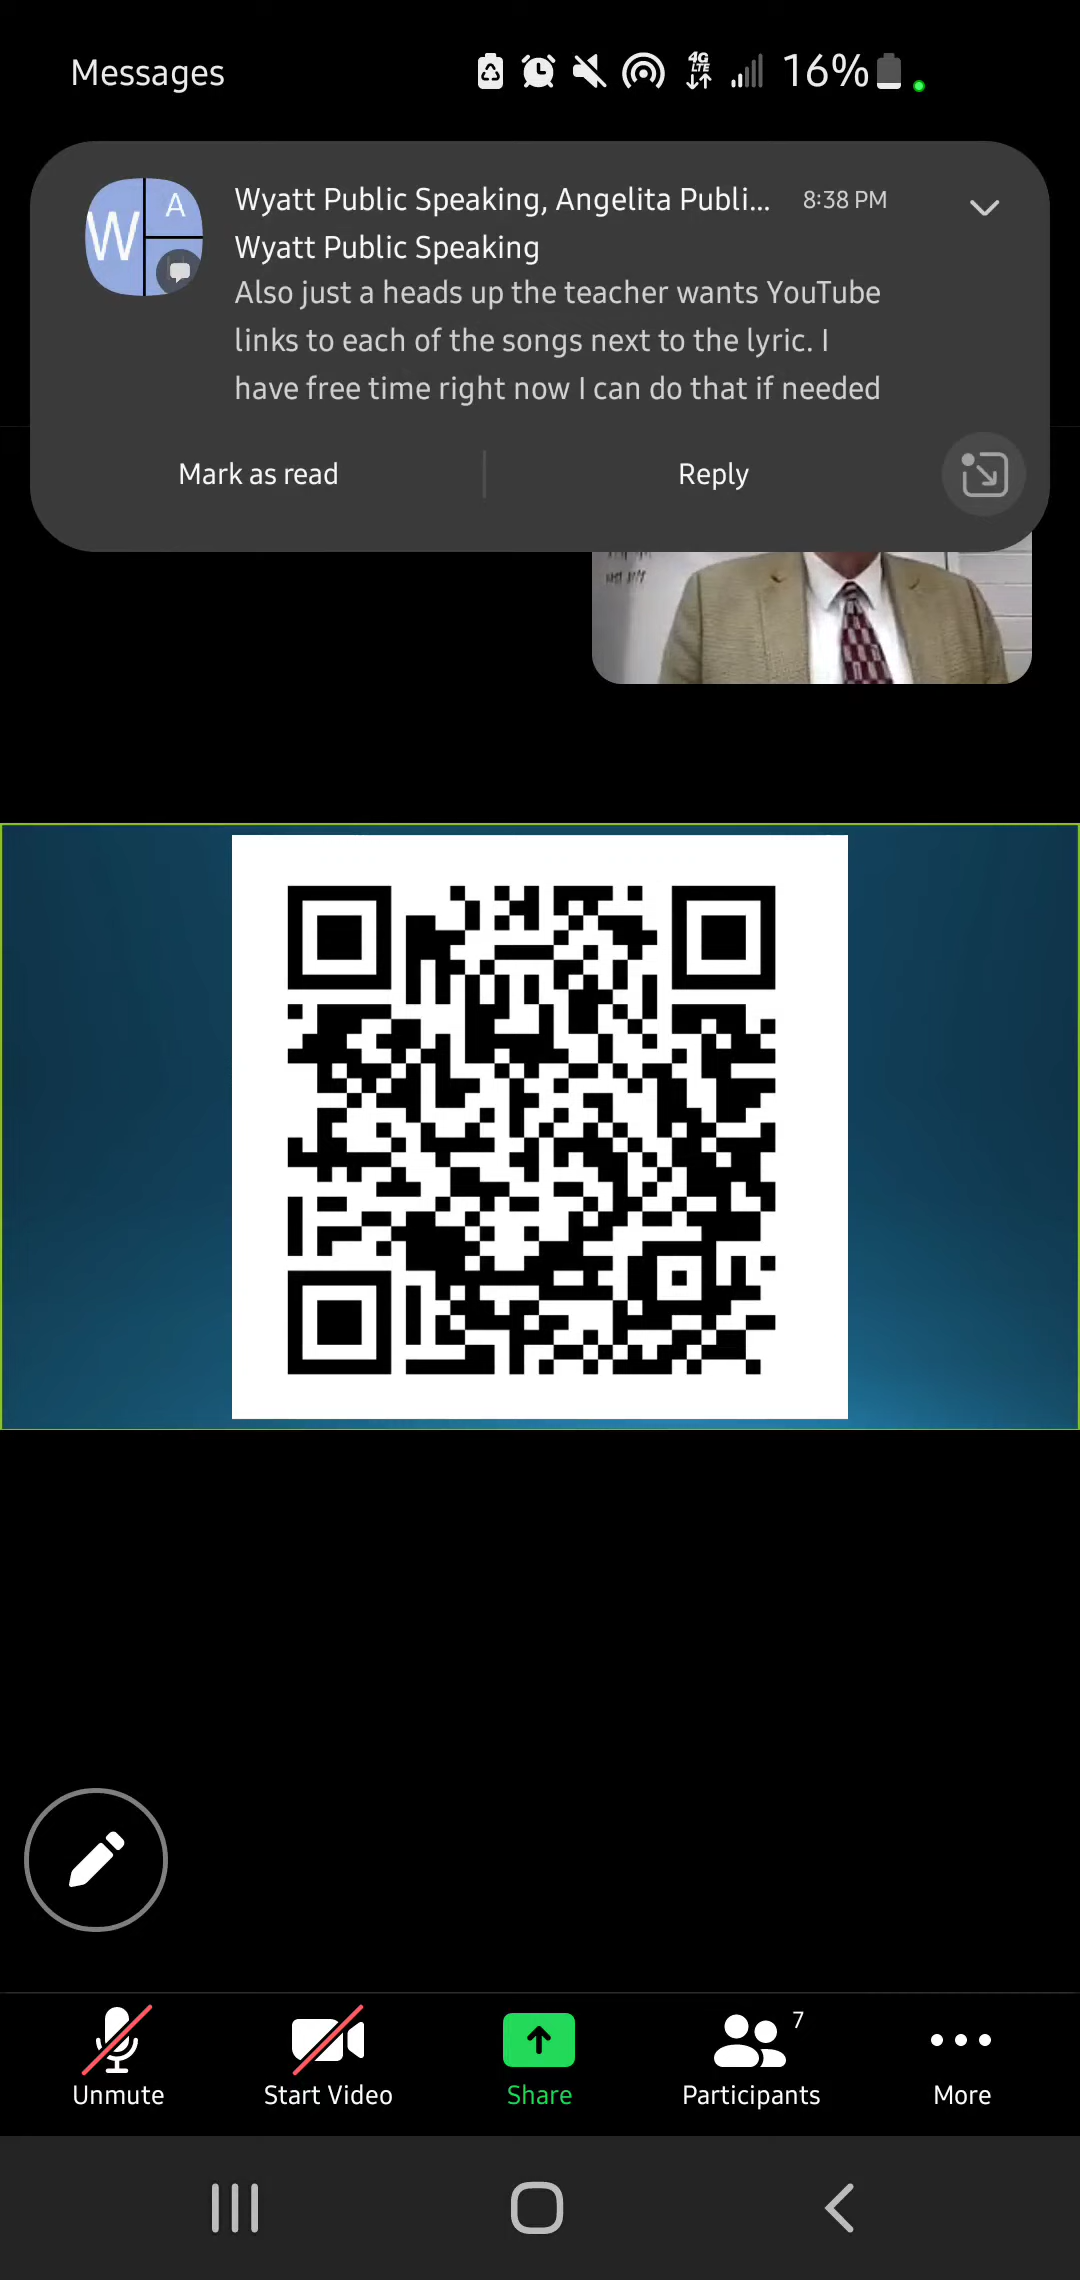 Messages
4G
LTE
16%
W
A
Wyatt Public Speaking, Angelita Publi...
8:38 PM
Wyatt Public Speaking
Also just a heads up the teacher wants YouTube
links to each of the songs next to the lyric. I
have free time right now I can do that if needed
Mark as read
Reply
7
Unmute
Start Video
Share
Participants
More